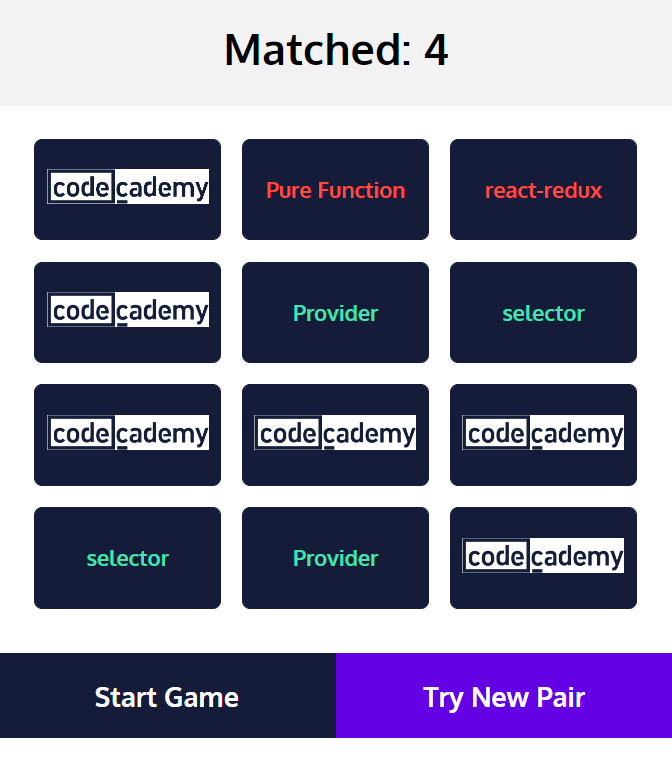 Matched: 4
codecademy
Pure Function
react-redux
codecademy
Provider
selector
codecademy
codecademy
codecademy
selector
Provider
codecademy
Start Game
Try New Pair